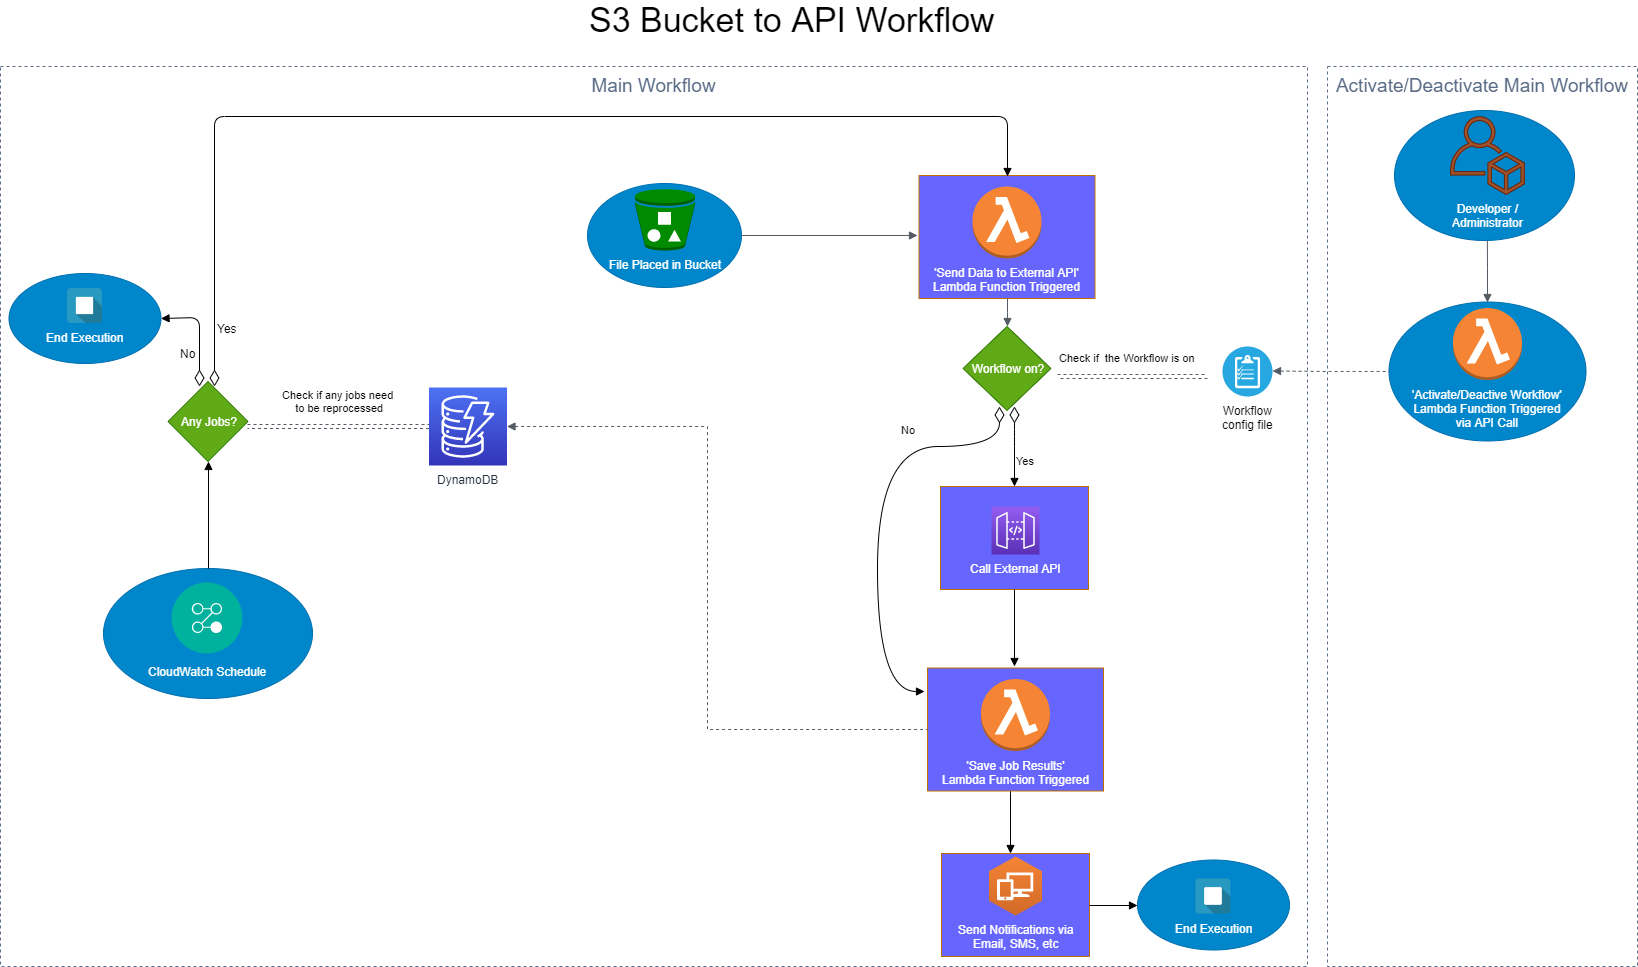 S3 Bucket to API Workflow
Main Workflow
Activate/Deactivate Main Workflow
Developer /
Administrator
File Placed in Bucket
'Send Data to External API'
Lambda Function Triggered
End Execution
Yes
No
Any Jobs?
Check if any jobs need
to be reprocessed
DynamoDB
Workflow on?
Check if  the Workflow is on
Workflow
config file
'Activate/Deactive Workflow'
Lambda Function Triggered
via API Call
No
Yes
Call External API
CloudWatch Schedule
'Save Job Results'
Lambda Function Triggered
Send Notifications via
Email, SMS, etc
End Execution